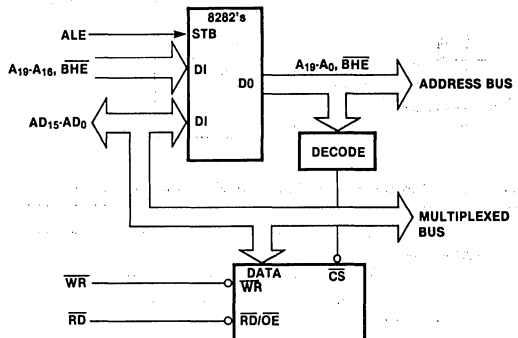 8282's
ALE
STB
A19-A16, BHE
DI
DO
A19-A0, BHE
ADDRESS BUS
AD15-AD0
DI
DECODE
MULTIPLEXED
BUS
DATA
CS
WR
WR
RD
RD/OE